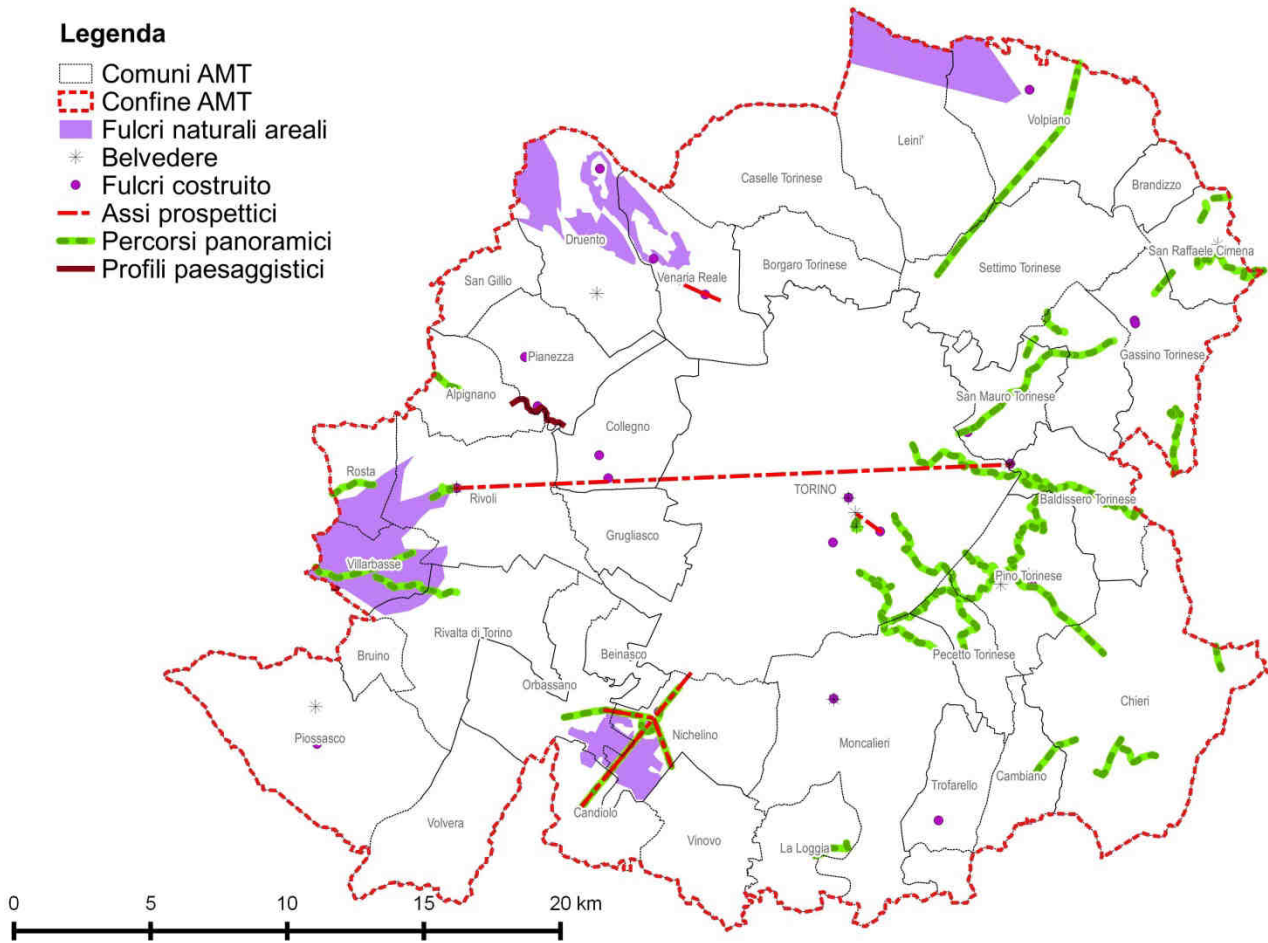 Legenda
Comuni AMT
Confine AMT
Fulcri naturali areali
Belvedere
Fulcri costruito
Assi prospettici
Percorsi panoramici
Profili paesaggistici
Volpiano
Leini'
Caselle Torinese
Brandizzo
Druento
San Raffaele Cimena
San Gillio
Venaria Reale
Borgaro Torinese
Settimo Torinese
Pianezza
Gassino Torinese
Alpignano
San Mauro Torinese
Collegno
Rosta
Rivoli
TORINO
Baldissero Torinese
Grugliasco
Villarbasse
Pino Torinese
Rivalta di Torino
Bruino
Beinasco
Pecetto Torinese
Orbassano
Chieri
Piossasco
Nichelino
Moncalieri
Trofarello
Cambiano
Candiolo
Volvera
Vinovo
La Loggia
0 5 10 15 20 km